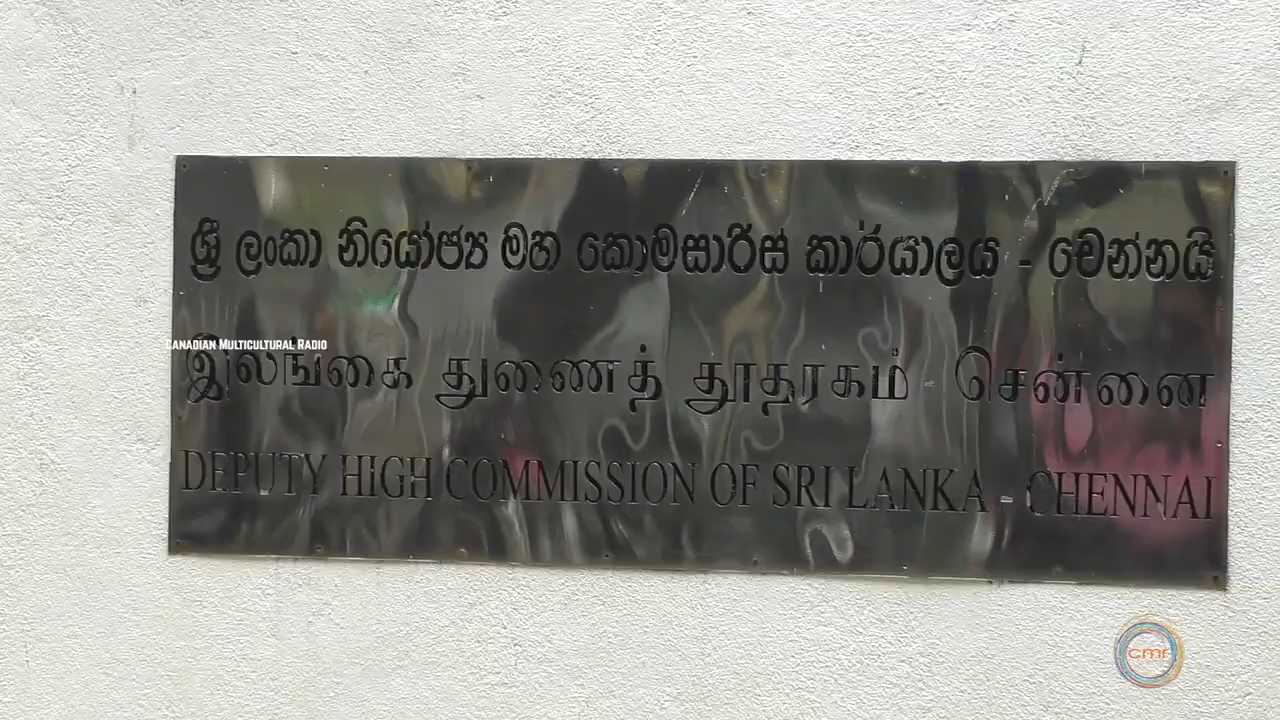 ශ්‍රී ලංකා නියෝජ්‍ය මහ කොමසාරිස් කාර්යාලය - චෙන්නයි
Canadian Multicultural Radio
இலங்கை துணைத் தூதரகம் சென்னை
DEPUTY HIGH COMMISSION OF SRI LANKA - CHENNAI
cmr